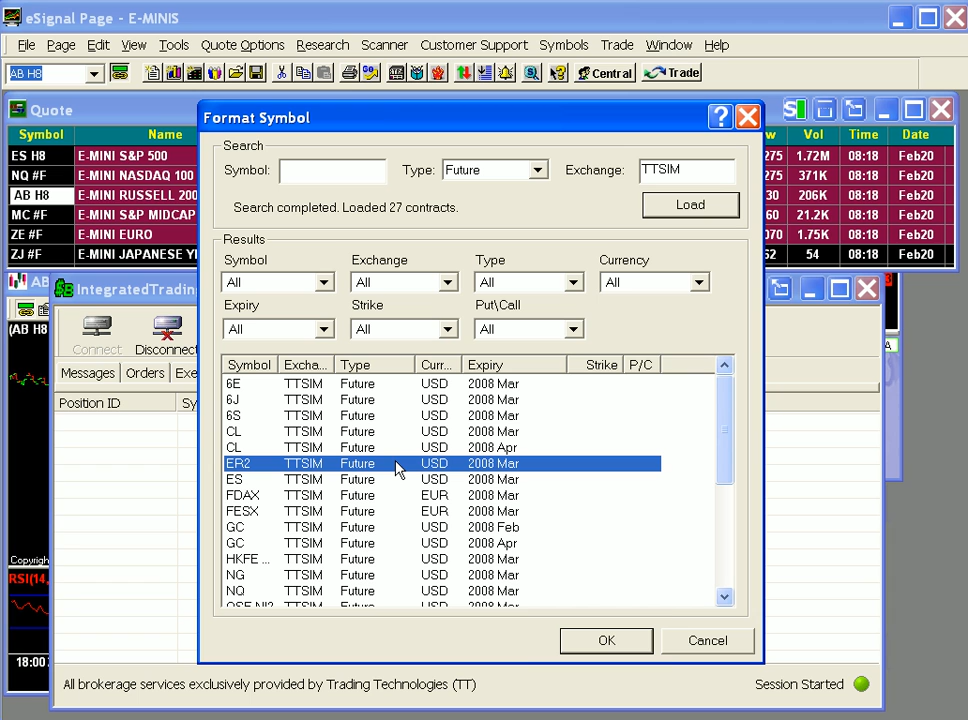 eSignal Page - E-MINIS
File Page Edit View Tools Quote Options Research Scanner Customer Support Symbols Trade Window Help
AB H8 Central Trade
Quote
Symbol Name Vol Time Date
ES H8 E-MINI S&P 500 275 1.72M 08:18 Feb20
NQ #F E-MINI NASDAQ 100 275 371K 08:18 Feb20
AB H8 E-MINI RUSSELL 200 206K 08:18 Feb20
MC #F E-MINI S&P MIDCAP 60 21.2K 08:18 Feb20
ZE #F E-MINI EURO 070 1.75K 08:18 Feb20
ZJ #F E-MINI JAPANESE YE 62 54 08:18 Feb20
AB
(AB H8
Copyrigh
RSI(14,
18:00
IntegratedTradin
Connect Disconnect
Messages Orders Exe
Position ID Sy
Format Symbol
Search
Symbol: Type: Future Exchange: TTSIM
Search completed. Loaded 27 contracts. Load
Results
Symbol Exchange Type Currency
All All All All
Expiry Strike Put\Call
All All All
Symbol Excha... Type Curr... Expiry Strike P/C
6E TTSIM Future USD 2008 Mar
6J TTSIM Future USD 2008 Mar
6S TTSIM Future USD 2008 Mar
CL TTSIM Future USD 2008 Mar
CL TTSIM Future USD 2008 Apr
ER2 TTSIM Future USD 2008 Mar
ES TTSIM Future USD 2008 Mar
FDAX TTSIM Future EUR 2008 Mar
FESX TTSIM Future EUR 2008 Mar
GC TTSIM Future USD 2008 Feb
GC TTSIM Future USD 2008 Apr
HKFE ... TTSIM Future USD 2008 Mar
NG TTSIM Future USD 2008 Mar
NQ TTSIM Future USD 2008 Mar
OK Cancel
All brokerage services exclusively provided by Trading Technologies (TT) Session Started